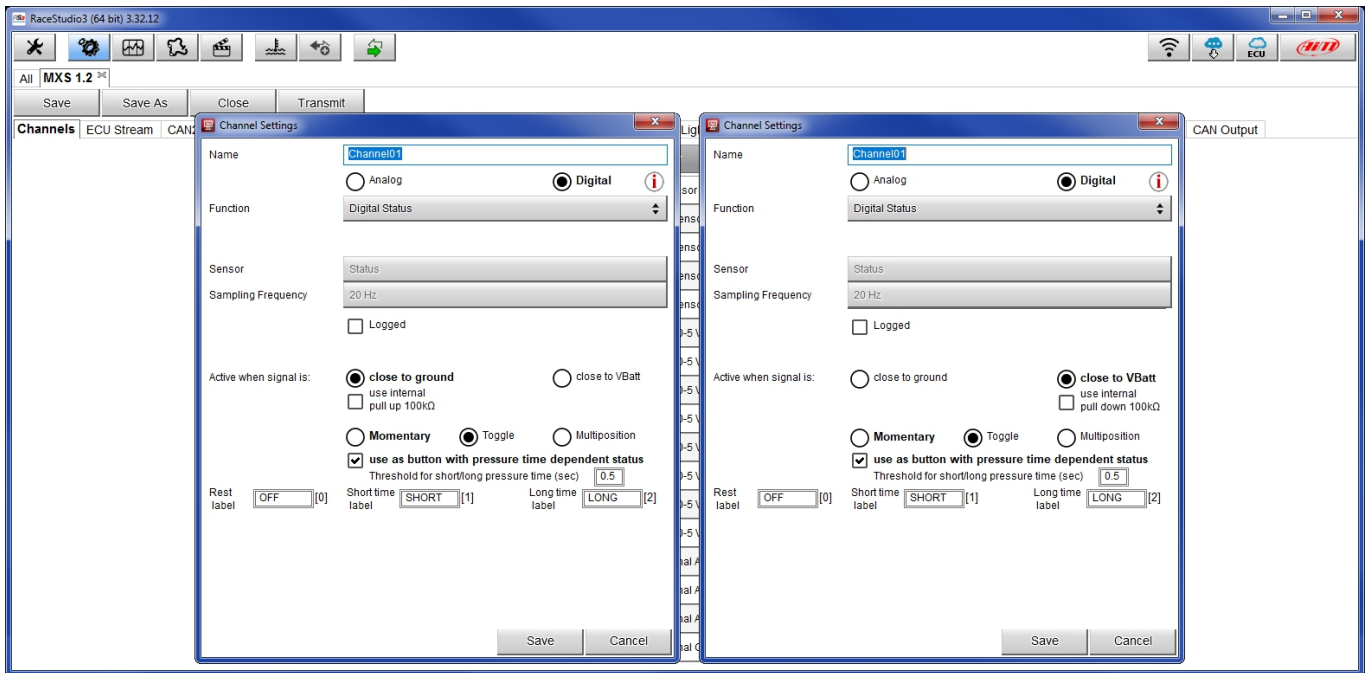 RaceStudio3 (64 bit) 3.32.12
ECU
AiM
All MXS 1.2
Save Save As Close Transmit
Channels ECU Stream CAN2
CAN Output
Channel Settings
Name Channel01
Analog Digital i
Function Digital Status
Sensor Status
Sampling Frequency 20 Hz
Logged
Active when signal is: close to ground close to VBatt
use internal
pull up 100kΩ
Momentary Toggle Multiposition
use as button with pressure time dependent status
Threshold for short/long pressure time (sec) 0.5
Rest label OFF [0] Short time label SHORT [1] Long time label LONG [2]
Save Cancel
Channel Settings
Name Channel01
Analog Digital i
Function Digital Status
Sensor Status
Sampling Frequency 20 Hz
Logged
Active when signal is: close to ground close to VBatt
use internal
pull down 100kΩ
Momentary Toggle Multiposition
use as button with pressure time dependent status
Threshold for short/long pressure time (sec) 0.5
Rest label OFF [0] Short time label SHORT [1] Long time label LONG [2]
Save Cancel